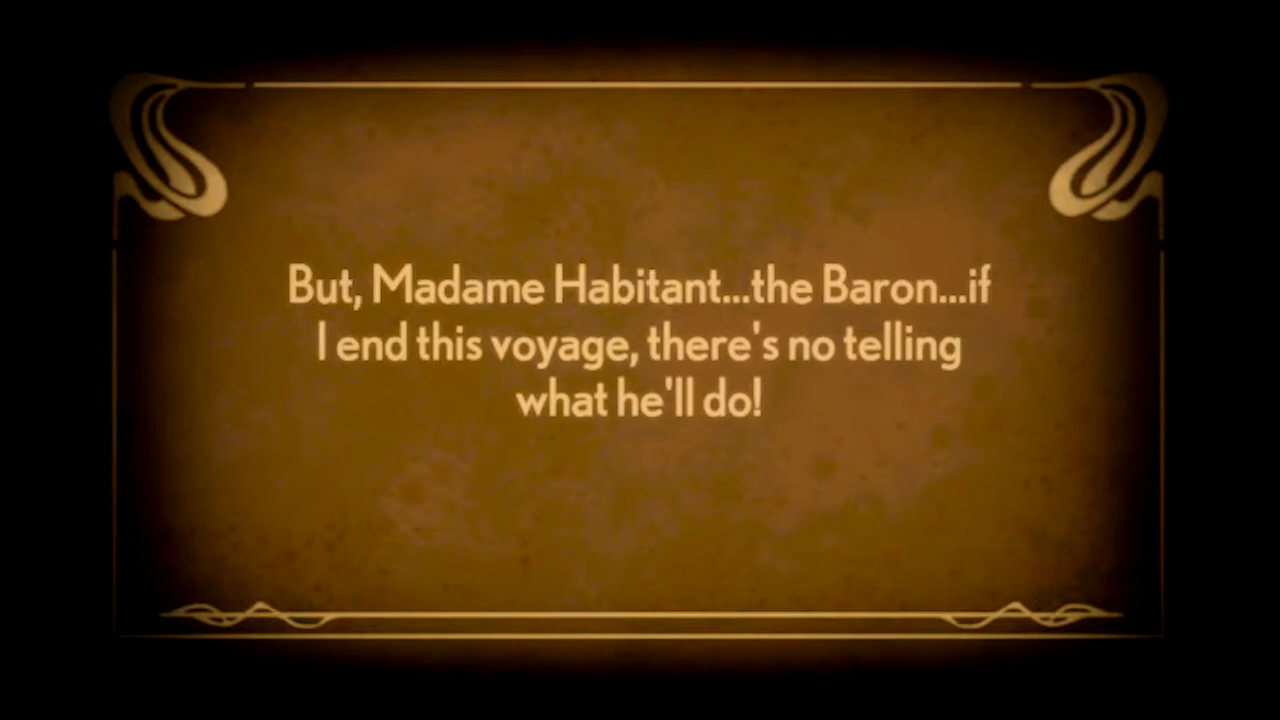 But, Madame Habitant...the Baron...if
I end this voyage, there's no telling
what he'll do!